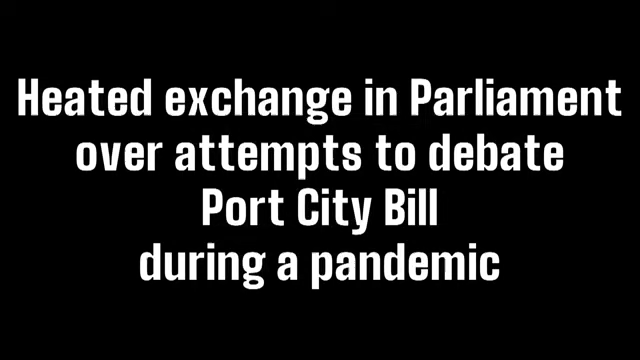 Heated exchange in Parliament
over attempts to debate
Port City Bill
during a pandemic